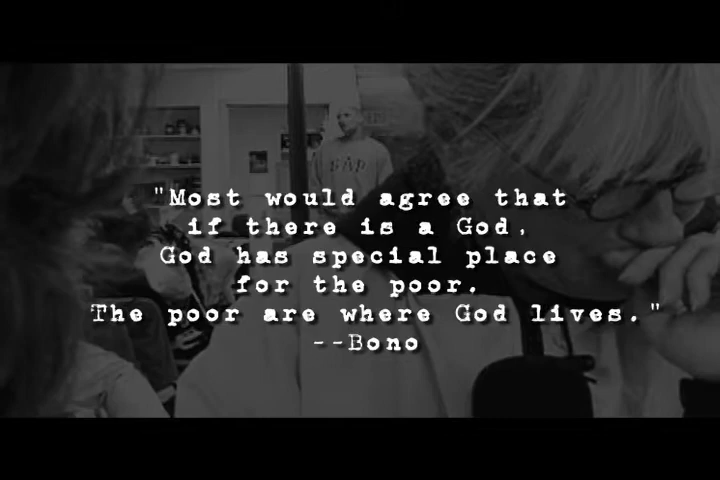 GAP
"Most would agree that
if there is a God,
God has special place
for the poor.
The poor are where God lives."
--Bono